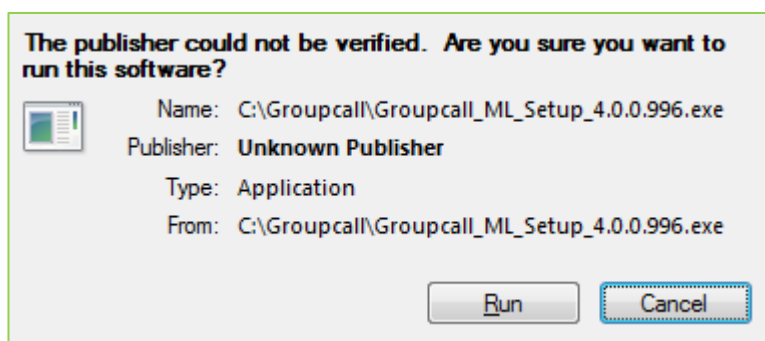 The publisher could not be verified.  Are you sure you want to
run this software?
Name: C:\Groupcall\Groupcall_ML_Setup_4.0.0.996.exe
Publisher: Unknown Publisher
Type: Application
From: C:\Groupcall\Groupcall_ML_Setup_4.0.0.996.exe
Run Cancel